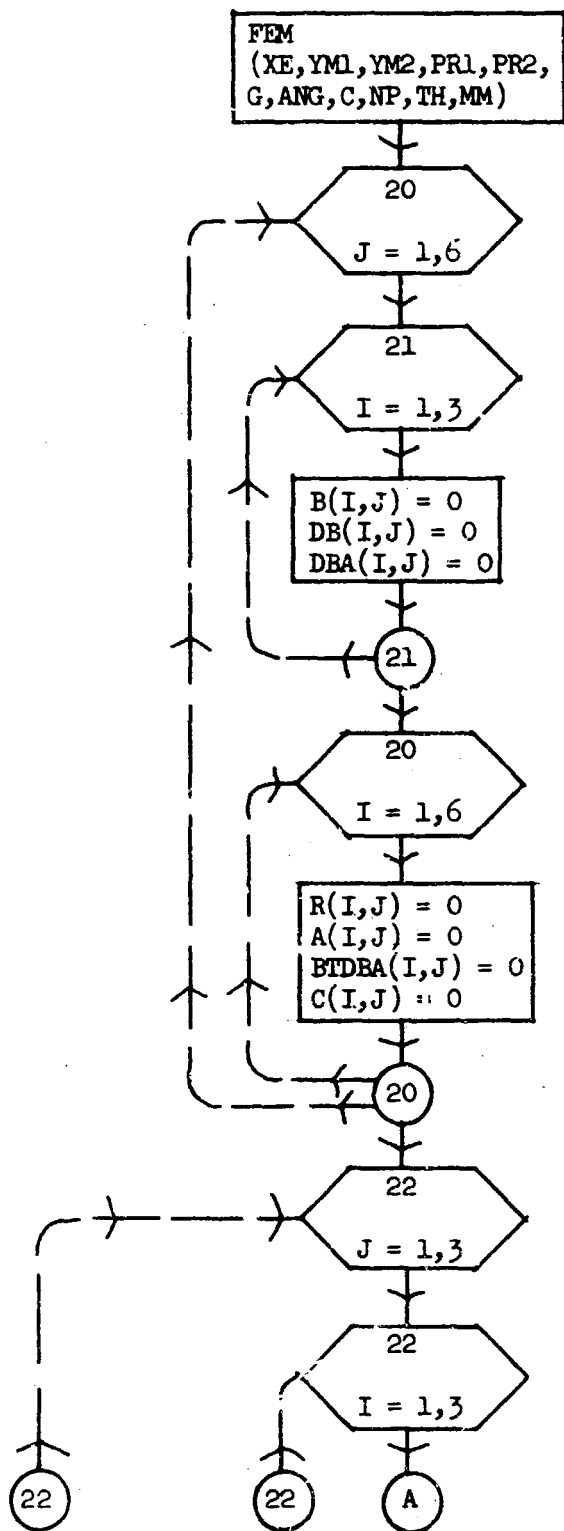 FEM
(XE,YM1,YM2,PR1,PR2,
G,ANG,C,NP,TH,MM)
20
J = 1,6
21
I = 1,3
B(I,J) = 0
DB(I,J) = 0
DBA(I,J) = 0
21
20
I = 1,6
R(I,J) = 0
A(I,J) = 0
BTDBA(I,J) = 0
C(I,J) = 0
20
22
J = 1,3
22
I = 1,3
22
22
A